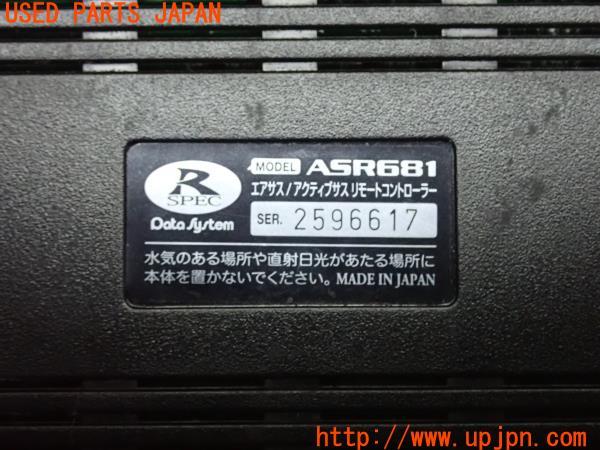 USED PARTS JAPAN
R
SPEC
Data System
MODEL ASR681
エアサス/アクティブサスリモートコントローラー
SER. 2596617
水気のある場所や直射日光があたる場所に
本体を置かないでください。 MADE IN JAPAN
http://www.upjpn.com